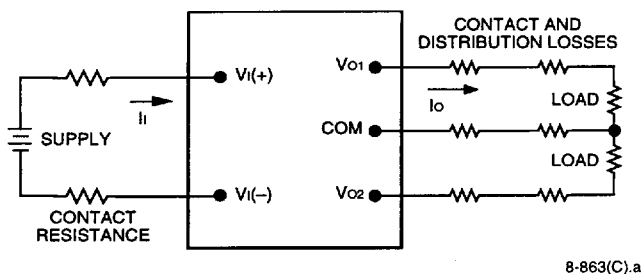 CONTACT AND
DISTRIBUTION LOSSES
VI(+)
VO1
II
IO
LOAD
SUPPLY
COM
LOAD
VI(–)
VO2
CONTACT
RESISTANCE
8-863(C).a